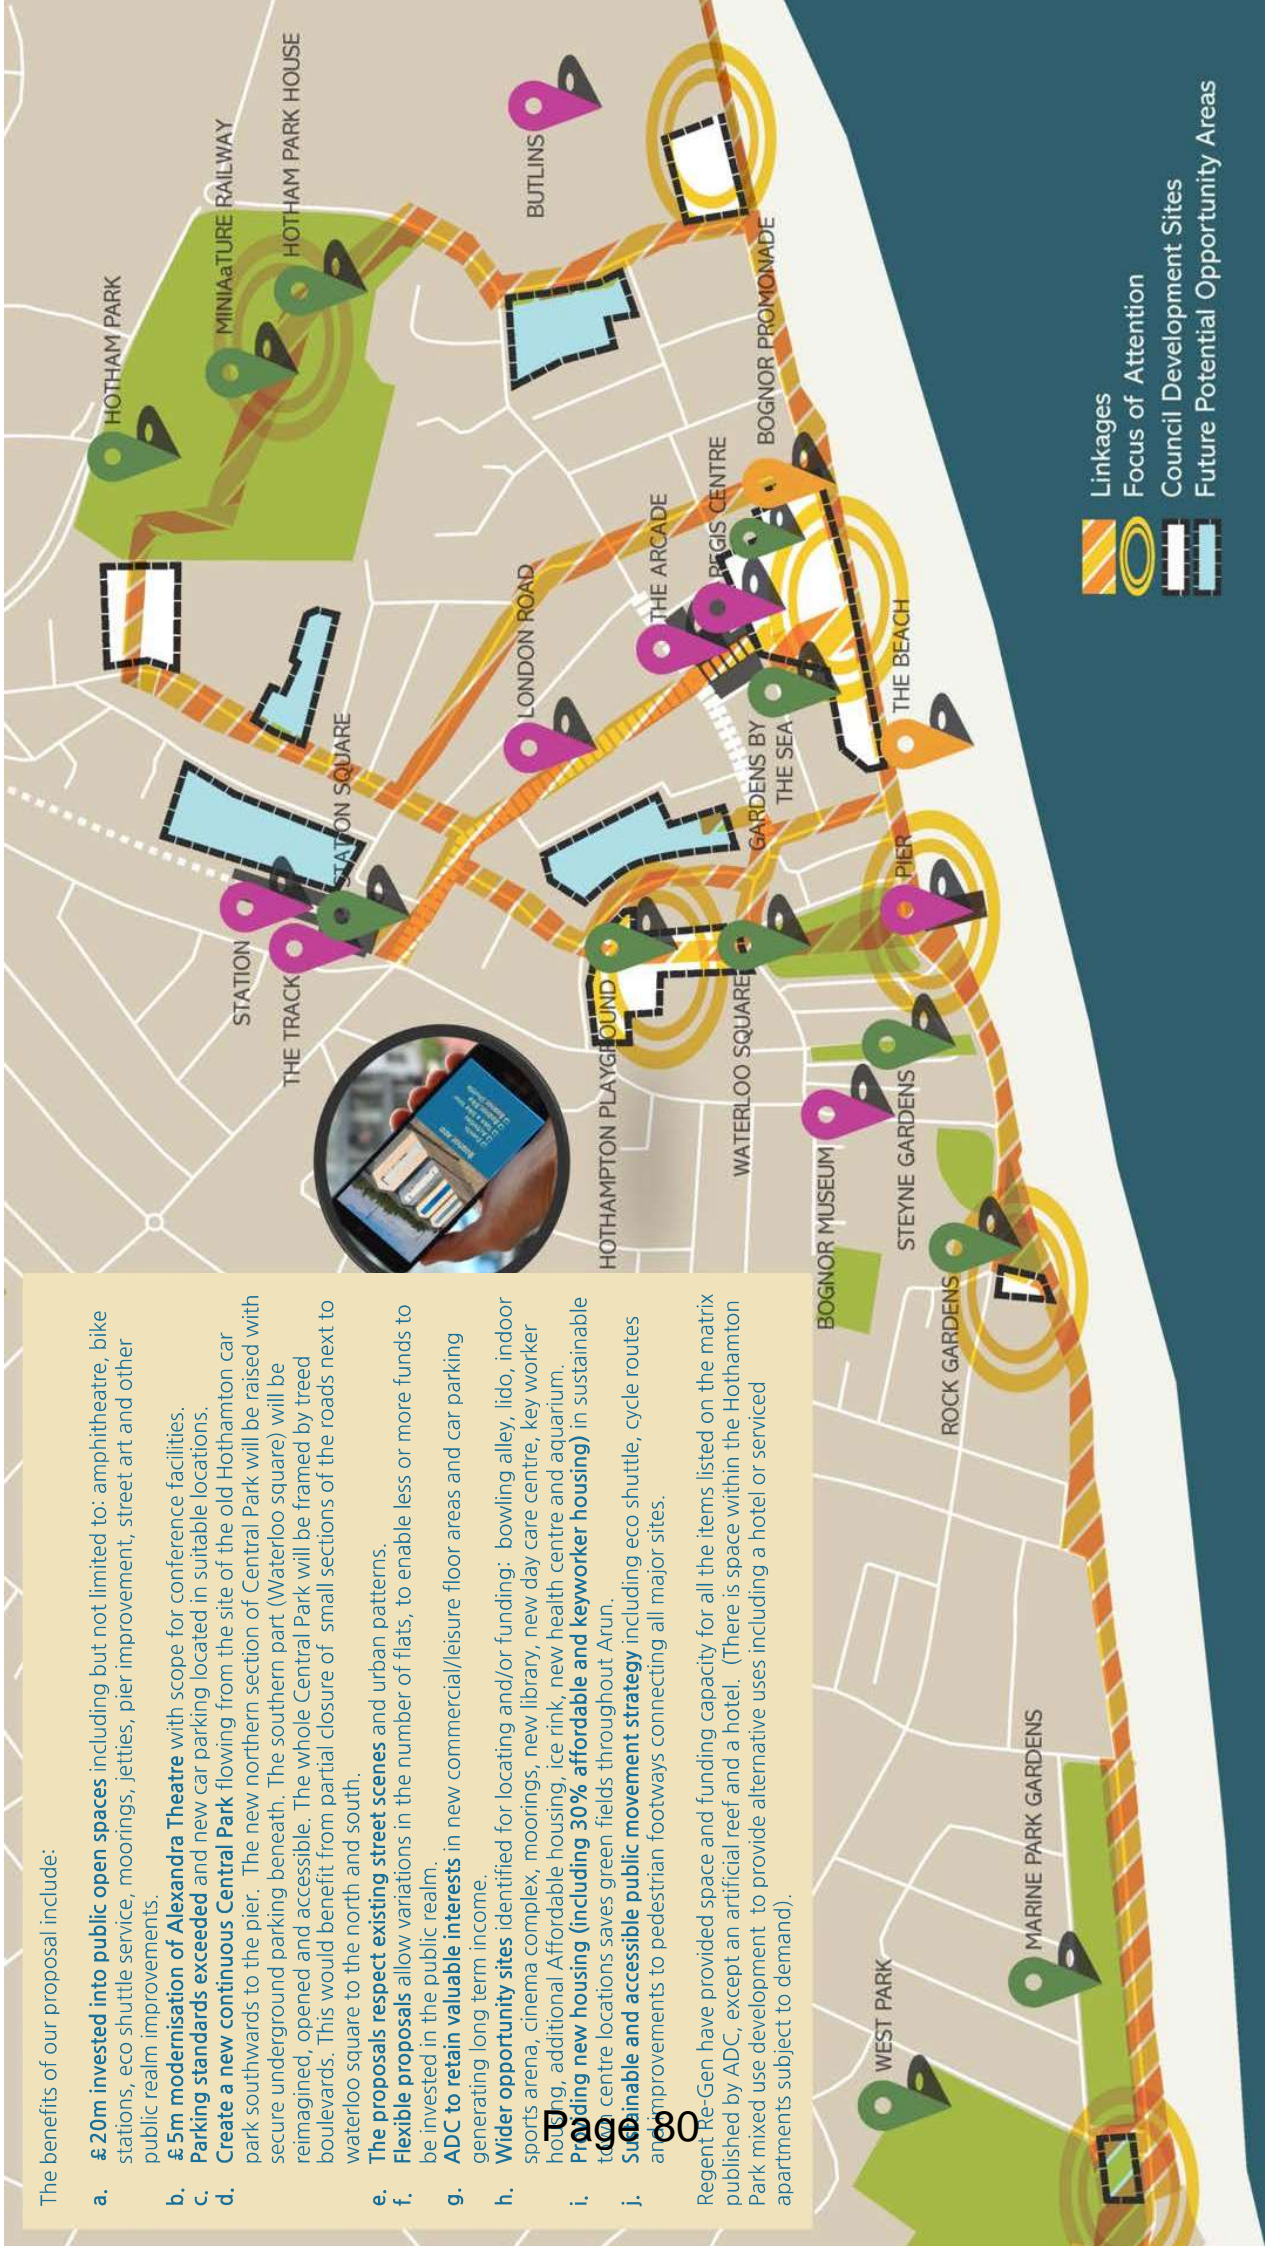 The benefits of our proposal include:
a. £20m invested into public open spaces including but not limited to: amphitheatre, bike
stations, eco shuttle service, moorings, jetties, pier improvement, street art and other
public realm improvements.
b. £5m modernisation of Alexandra Theatre with scope for conference facilities.
c. Parking standards exceeded and new car parking located in suitable locations.
d. Create a new continuous Central Park flowing from the site of the old Hothamton car
park southwards to the pier. The new northern section of Central Park will be raised with
secure underground parking beneath. The southern part (Waterloo square) will be
reimagined, opened and accessible. The whole Central Park will be framed by treed
boulevards. This would benefit from partial closure of small sections of the roads next to
waterloo square to the north and south.
e. The proposals respect existing street scenes and urban patterns.
f. Flexible proposals allow variations in the number of flats, to enable less or more funds to
be invested in the public realm.
g. ADC to retain valuable interests in new commercial/leisure floor areas and car parking
generating long term income.
h. Wider opportunity sites identified for locating and/or funding: bowling alley, lido, indoor
sports arena, cinema complex, moorings, new library, new day care centre, key worker
housing, additional Affordable housing, ice rink, new health centre and aquarium.
i. Providing new housing (including 30% affordable and keyworker housing) in sustainable
town centre locations saves green fields throughout Arun.
j. Sustainable and accessible public movement strategy including eco shuttle, cycle routes
and improvements to pedestrian footways connecting all major sites.
Regent Re-Gen have provided space and funding capacity for all the items listed on the matrix
published by ADC, except an artificial reef and a hotel. (There is space within the Hothamton
Park mixed use development to provide alternative uses including a hotel or serviced
apartments subject to demand).
Page 80
HOTHAM PARK
MINIAaTURE RAILWAY
HOTHAM PARK HOUSE
BUTLINS
STATION
THE TRACK
STATION SQUARE
LONDON ROAD
THE ARCADE
REGIS CENTRE
BOGNOR PROMONADE
HOTHAMPTON PLAYGROUND
WATERLOO SQUARE
GARDENS BY
THE SEA
THE BEACH
PIER
BOGNOR MUSEUM
STEYNE GARDENS
ROCK GARDENS
WEST PARK
MARINE PARK GARDENS
Linkages
Focus of Attention
Council Development Sites
Future Potential Opportunity Areas